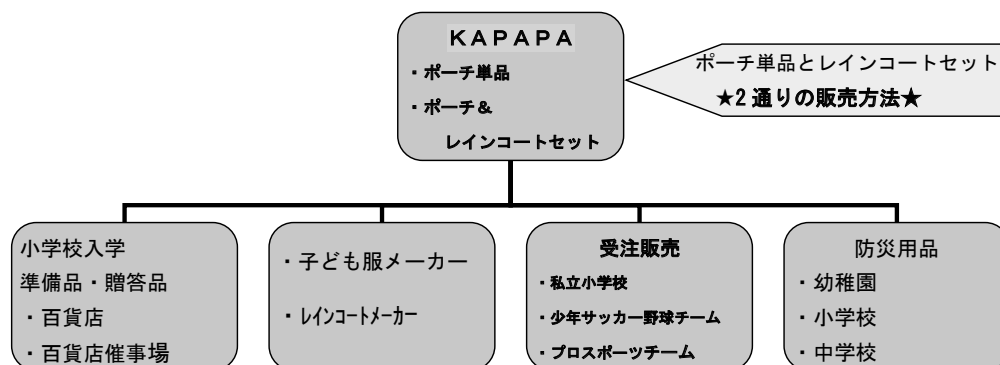 ＫＡＰＡＰＡ
・ポーチ単品
・ポーチ＆
レインコートセット
ポーチ単品とレインコートセット
★2 通りの販売方法★
小学校入学
準備品・贈答品
・百貨店
・百貨店催事場
・子ども服メーカー
・ﾚｲﾝｺｰﾄﾒｰｶｰ
受注販売
・私立小学校
・少年サッカー野球チーム
・プロスポーツチーム
防災用品
・幼稚園
・小学校
・中学校